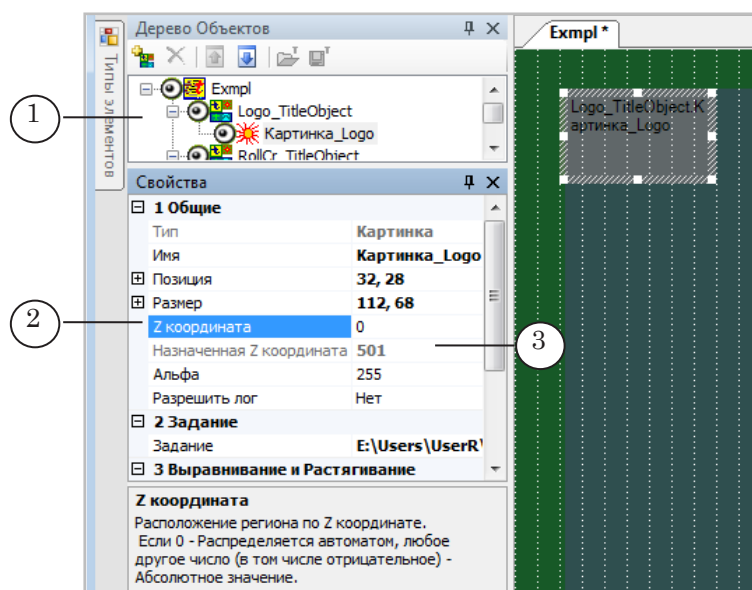 Дерево Объектов
Exmpl *
Типы элементов
Exmpl
Logo_TitleObject
Картинка_Logo
RollCr_TitleObject
1
Logo_TitleObject.К
артинка_Logo
Свойства
1 Общие
Тип Картинка
Имя Картинка_Logo
Позиция 32, 28
Размер 112, 68
2
Z координата 0
3
Назначенная Z координата 501
Альфа 255
Разрешить лог Нет
2 Задание
Задание E:\Users\UserR\
3 Выравнивание и Растягивание
Z координата
Расположение региона по Z координате.
Если 0 - Распределяется автоматом, любое
другое число (в том числе отрицательное) -
Абсолютное значение.